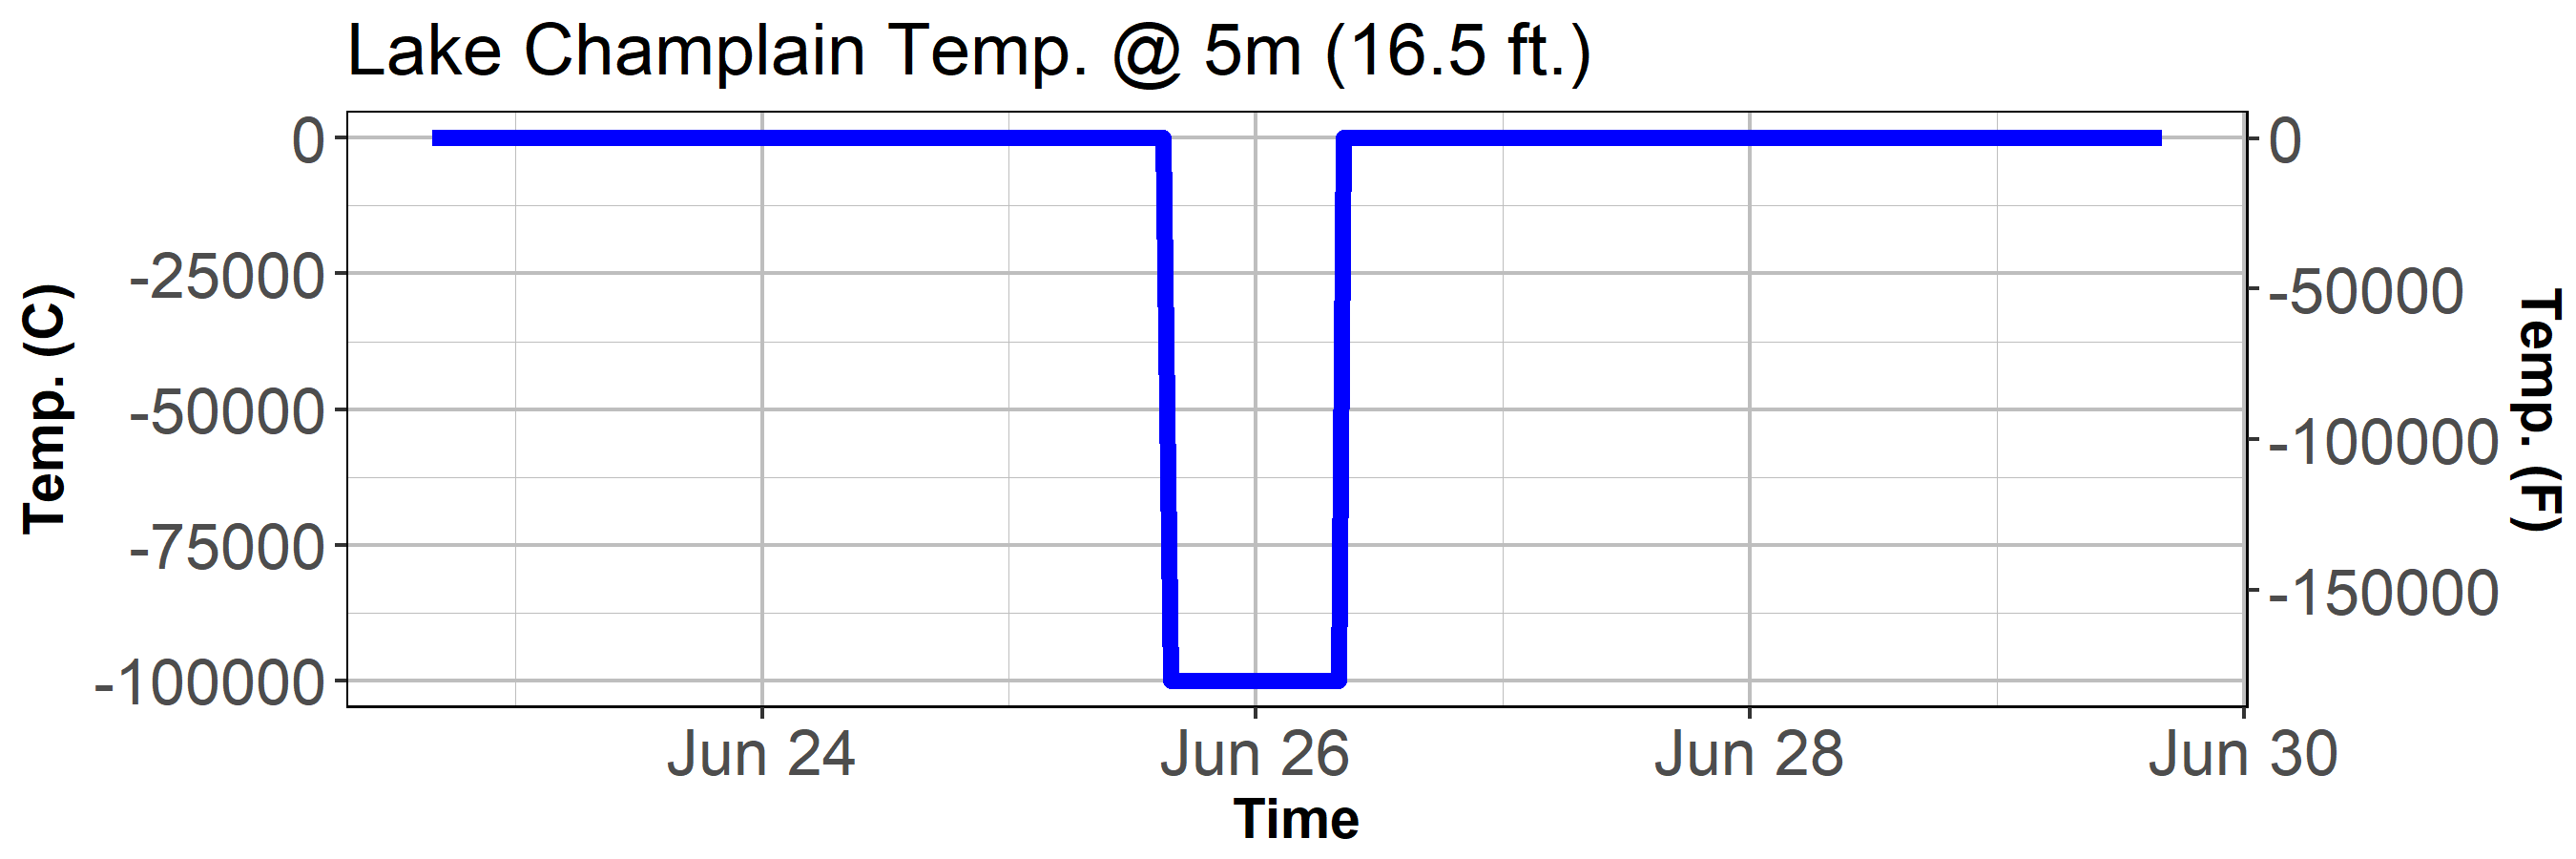 Lake Champlain Temp. @ 5m (16.5 ft.)
Temp. (C)
0
-25000
-50000
-75000
-100000
0
-50000
-100000
-150000
Temp. (F)
Jun 24
Jun 26
Jun 28
Jun 30
Time